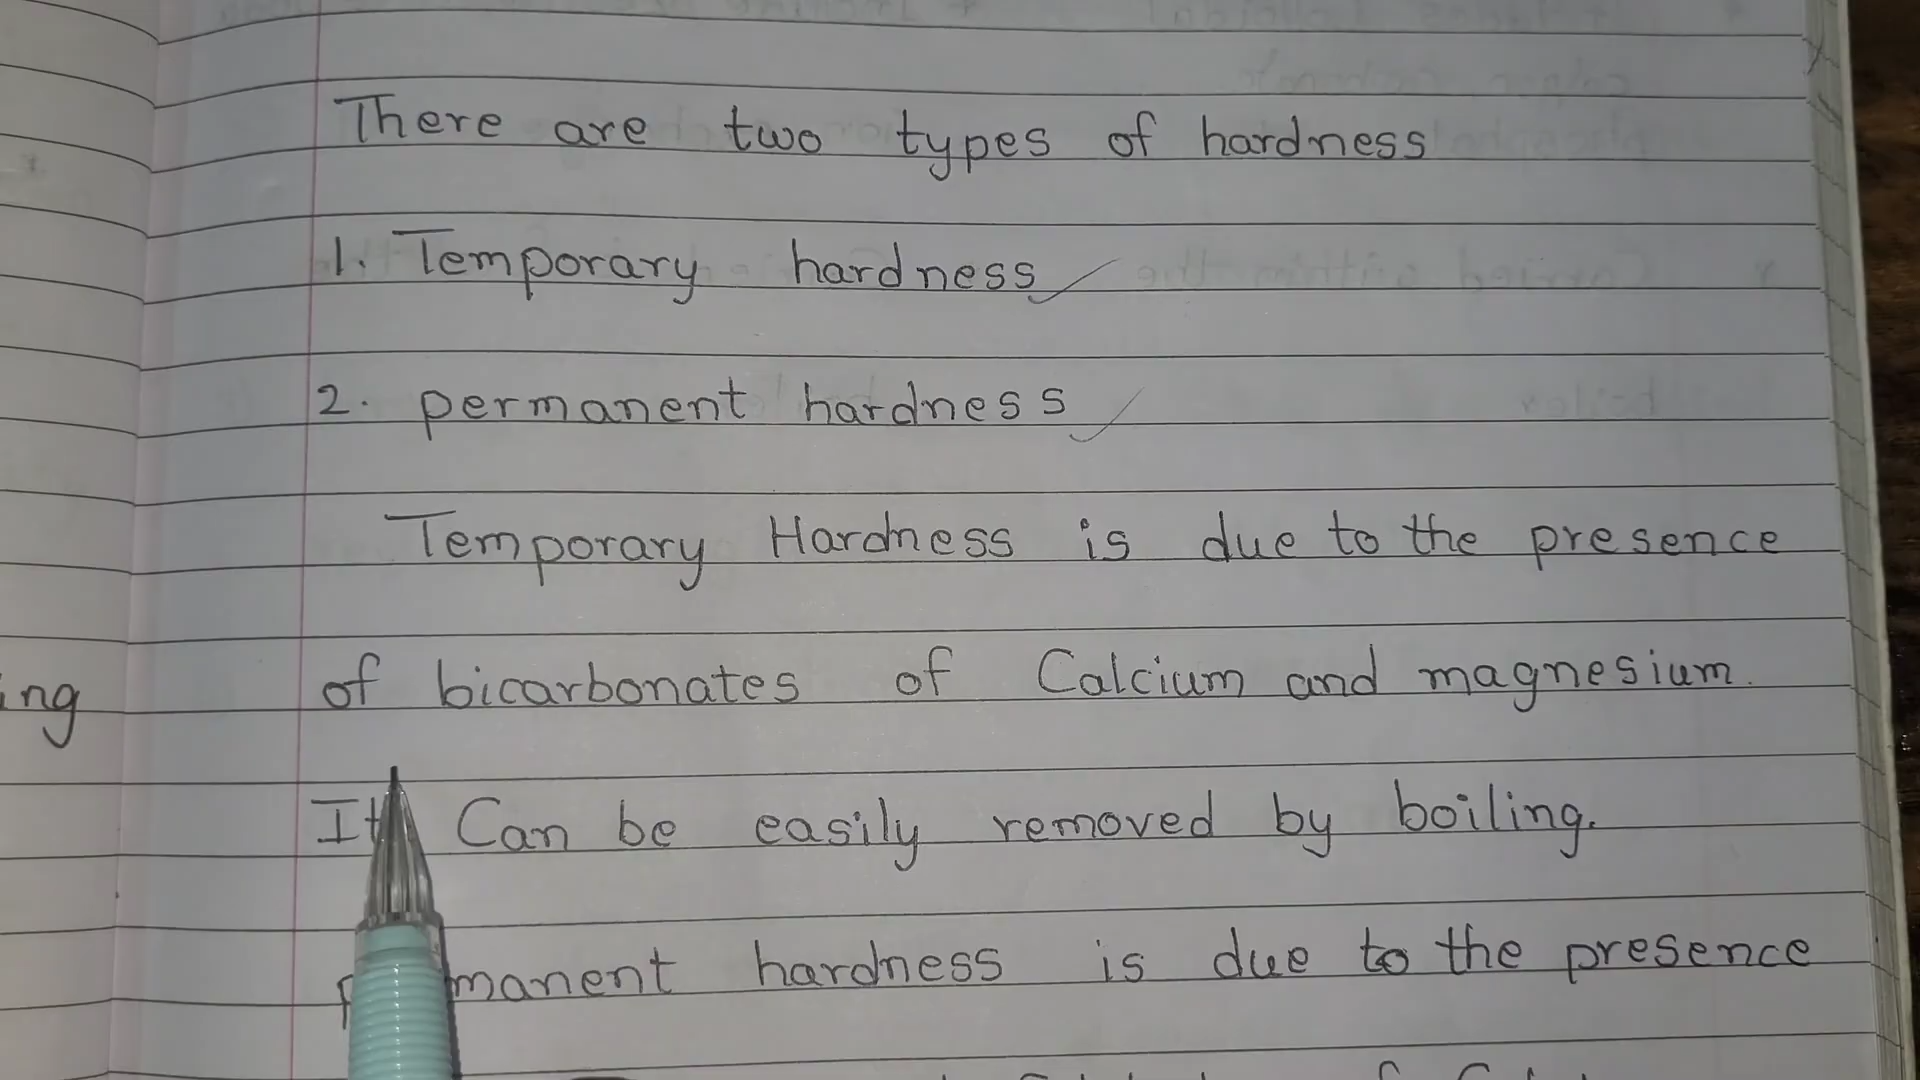 There are two types of hardness
1. Temporary hardness
2. permanent hardness
Temporary Hardness is due to the presence
of bicarbonates of Calcium and magnesium.
ing
It Can be easily removed by boiling.
manent hardness is due to the presence